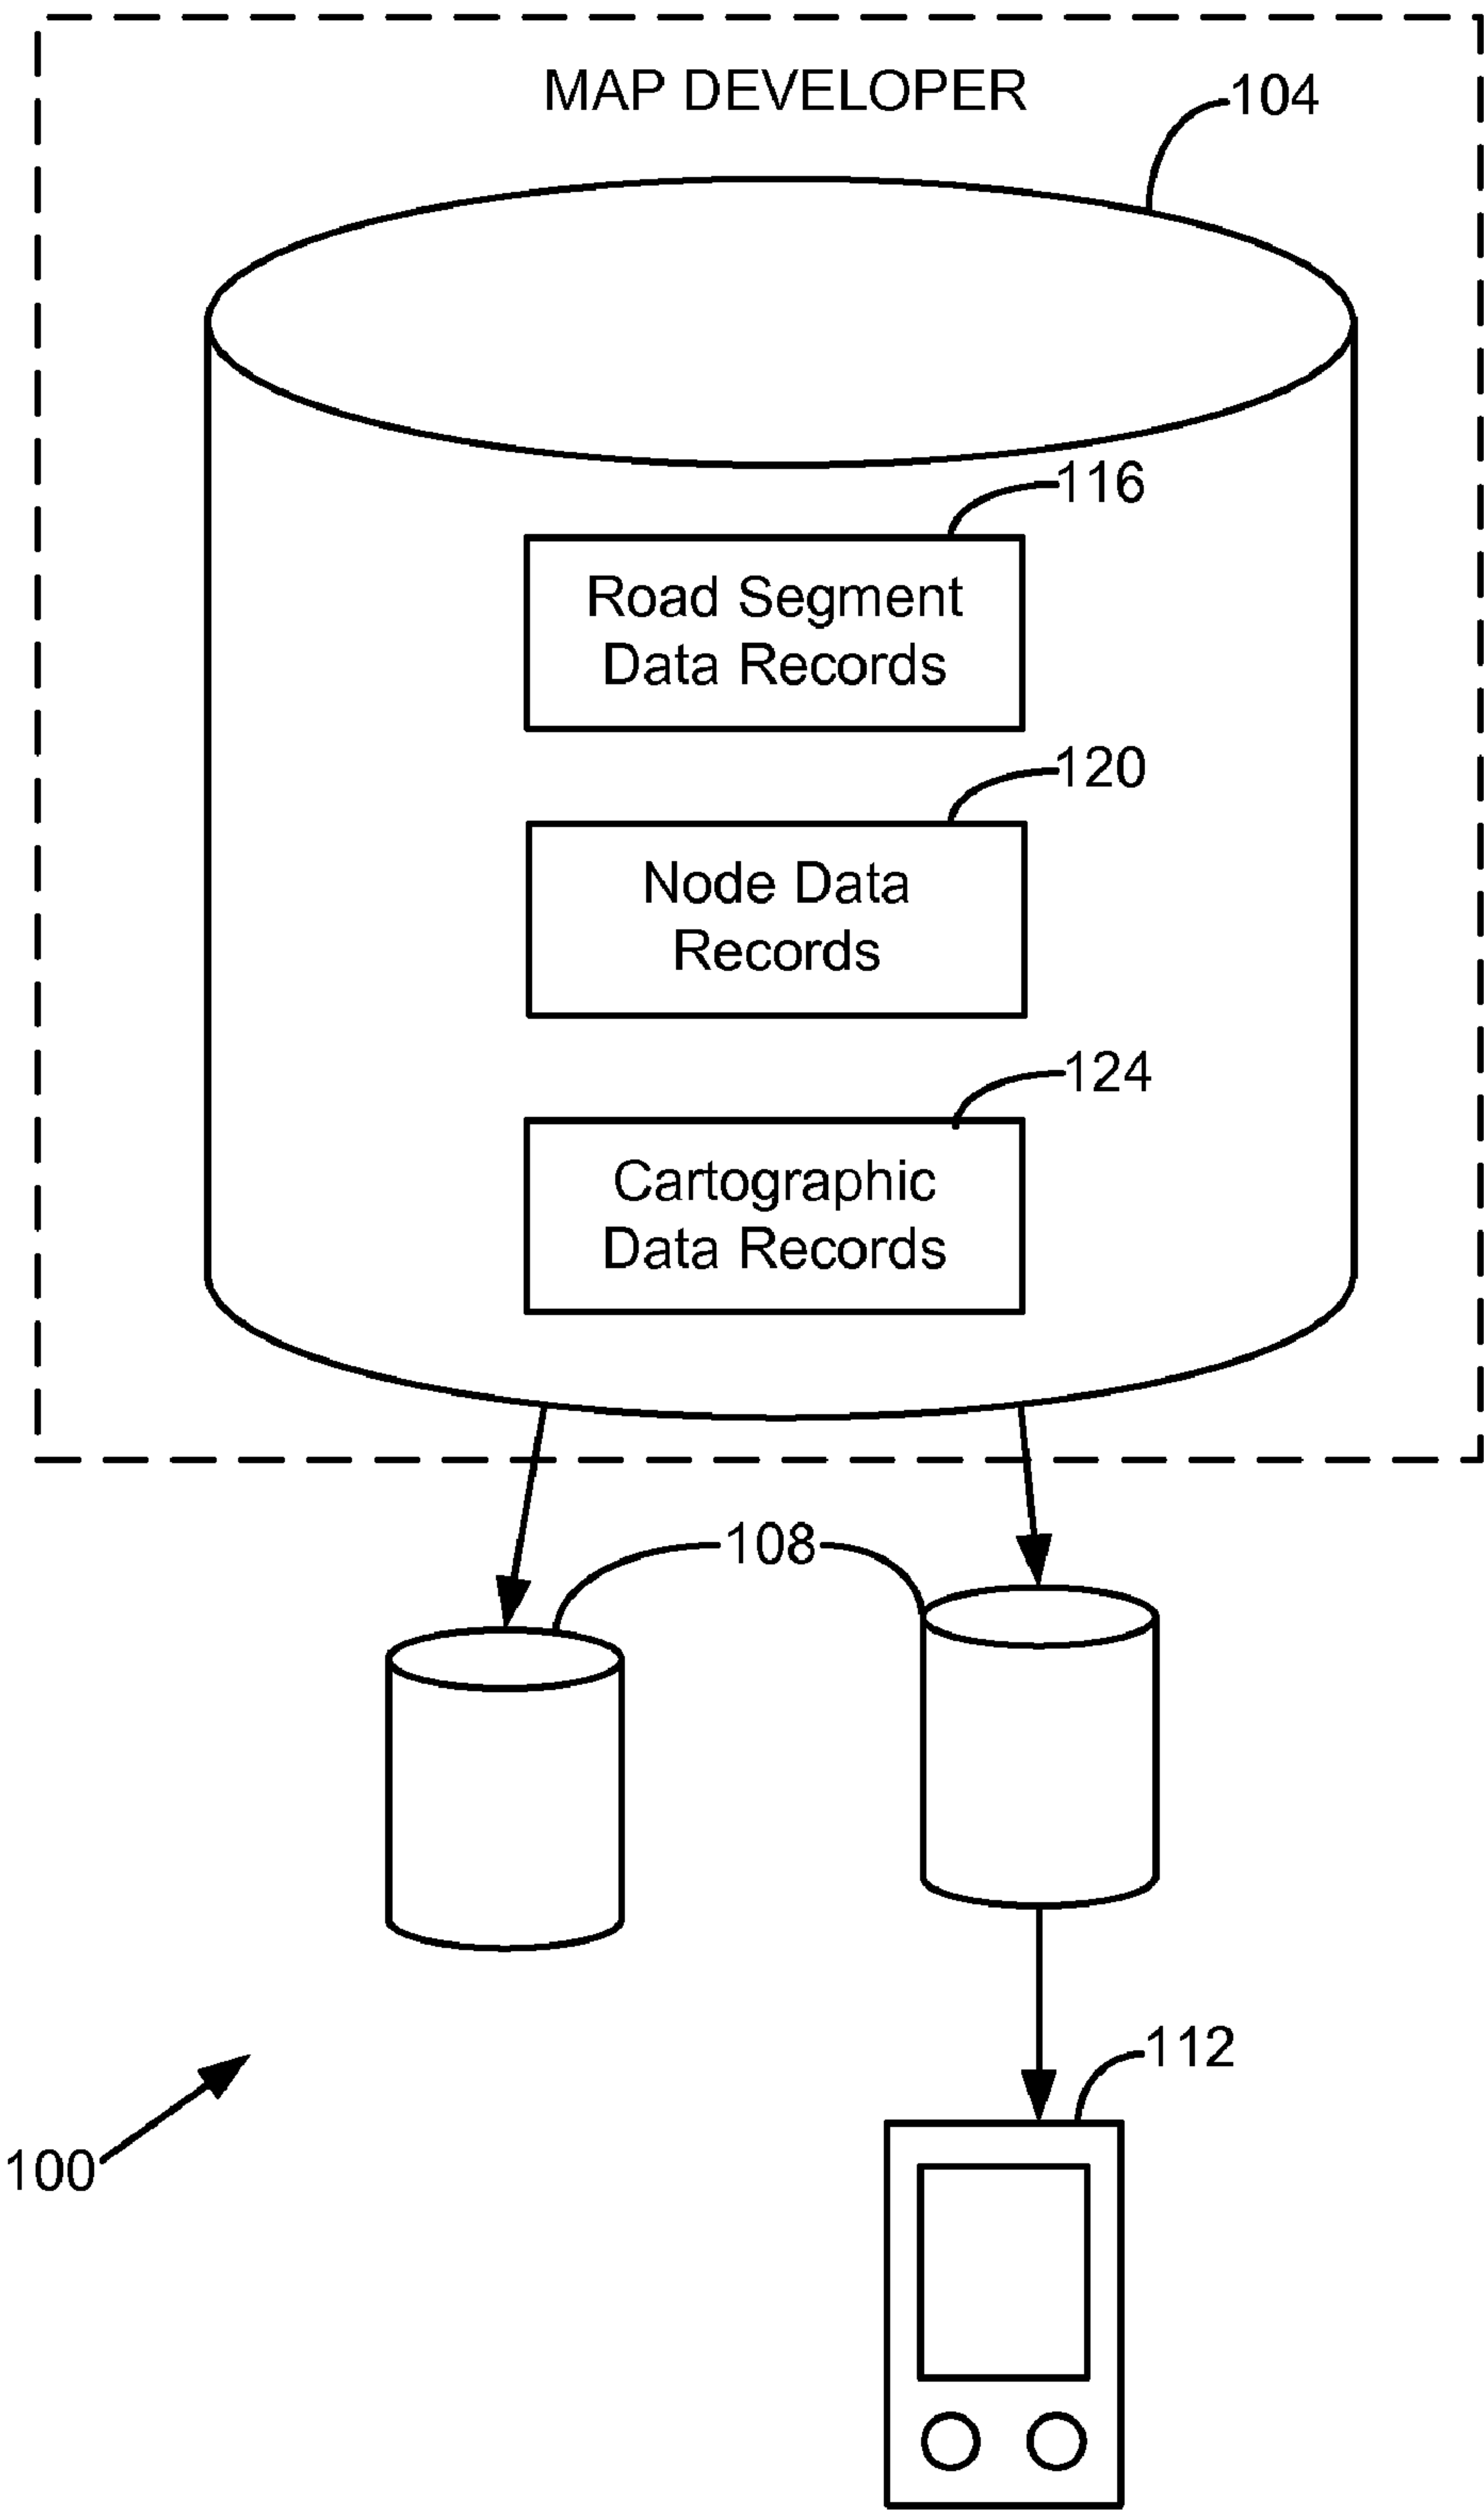 MAP DEVELOPER
104
116
Road Segment
Data Records
120
Node Data
Records
124
Cartographic
Data Records
108
112
100